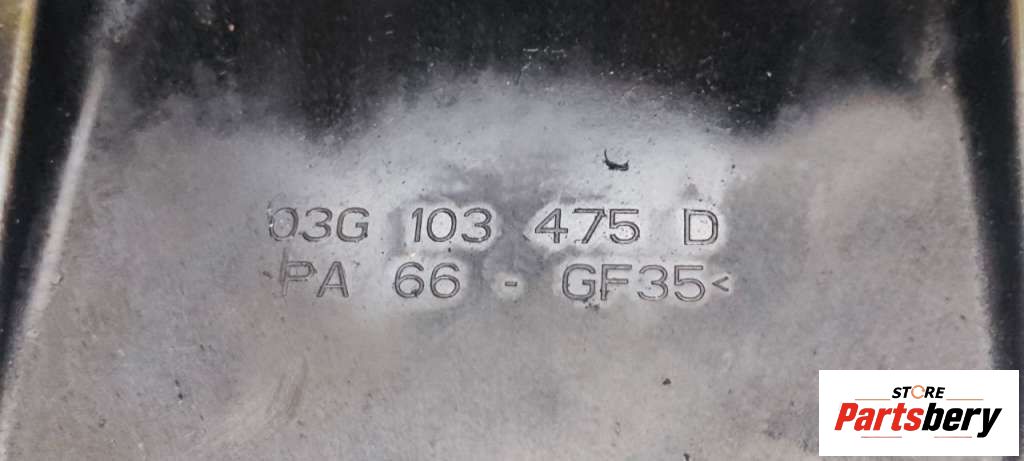 03G 103 475 D
PA 66 - GF35<
STORE
Partsbery